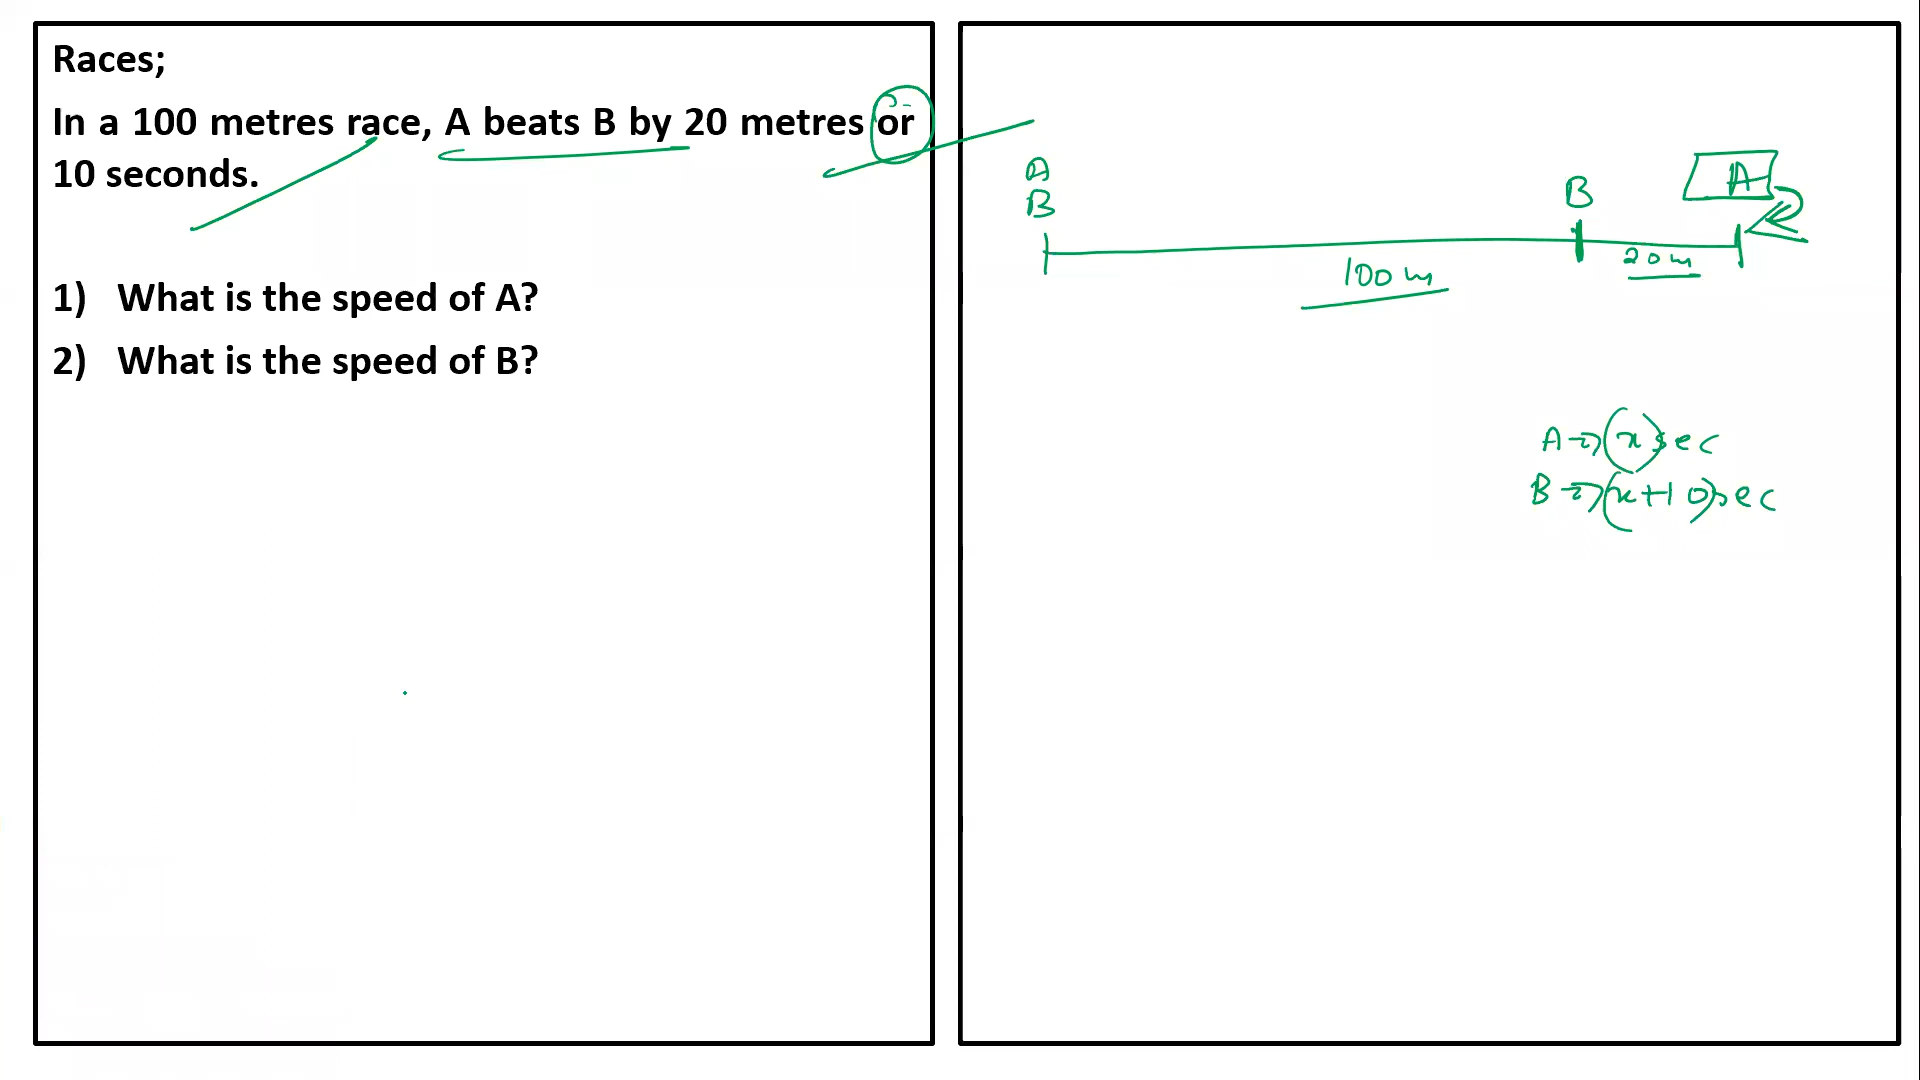 Races;
In a 100 metres race, A beats B by 20 metres or
10 seconds.
1) What is the speed of A?
2) What is the speed of B?
A
B
B
A
100 m
20 m
A => (x) sec
B => (x+10) sec